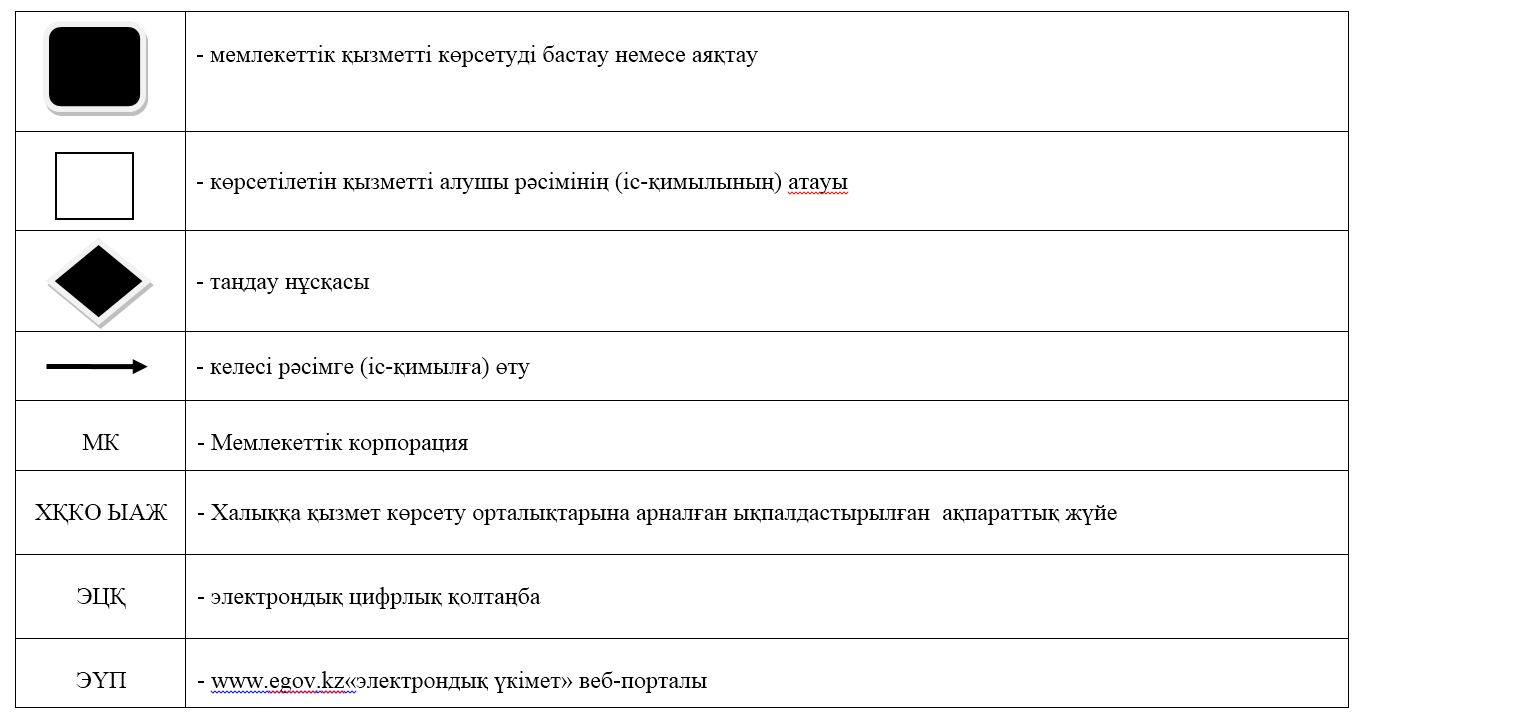 - мемлекеттік қызметті көрсетуді бастау немесе аяқтау
- көрсетілетін қызметті алушы рәсімінің (іс-қимылының) атауы
- таңдау нұсқасы
- келесі рәсімге (іс-қимылға) өту
МК - Мемлекеттік корпорация
ХҚКО ЫАЖ - Халыққа қызмет көрсету орталықтарына арналған ықпалдастырылған ақпараттық жүйе
ЭЦҚ - электрондық цифрлық қолтаңба
ЭҮП - www.egov.kz«электрондық үкімет» веб-порталы